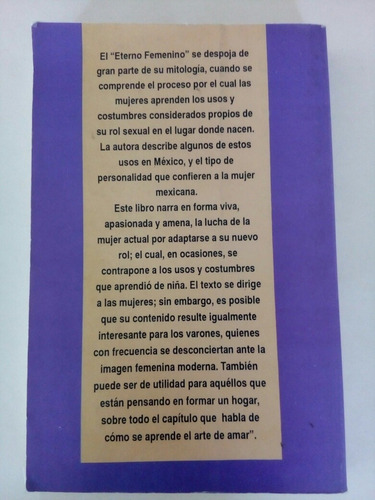 El "Eterno Femenino" se despoja de
gran parte de su mitología, cuando se
comprende el proceso por el cual las
mujeres aprenden los usos y
costumbres considerados propios de
su rol sexual en el lugar donde nacen.
La autora describe algunos de estos
usos en México, y el tipo de
personalidad que confieren a la mujer
mexicana.
Este libro narra en forma viva,
apasionada y amena, la lucha de la
mujer actual por adaptarse a su nuevo
rol; el cual, en ocasiones, se
contrapone a los usos y costumbres
que aprendió de niña. El texto se dirige
a las mujeres; sin embargo, es posible
que su contenido resulte igualmente
interesante para los varones, quienes
con frecuencia se desconciertan ante la
imagen femenina moderna. También
puede ser de utilidad para aquéllos que
están pensando en formar un hogar,
sobre todo el capítulo que habla de
cómo se aprende el arte de amar".